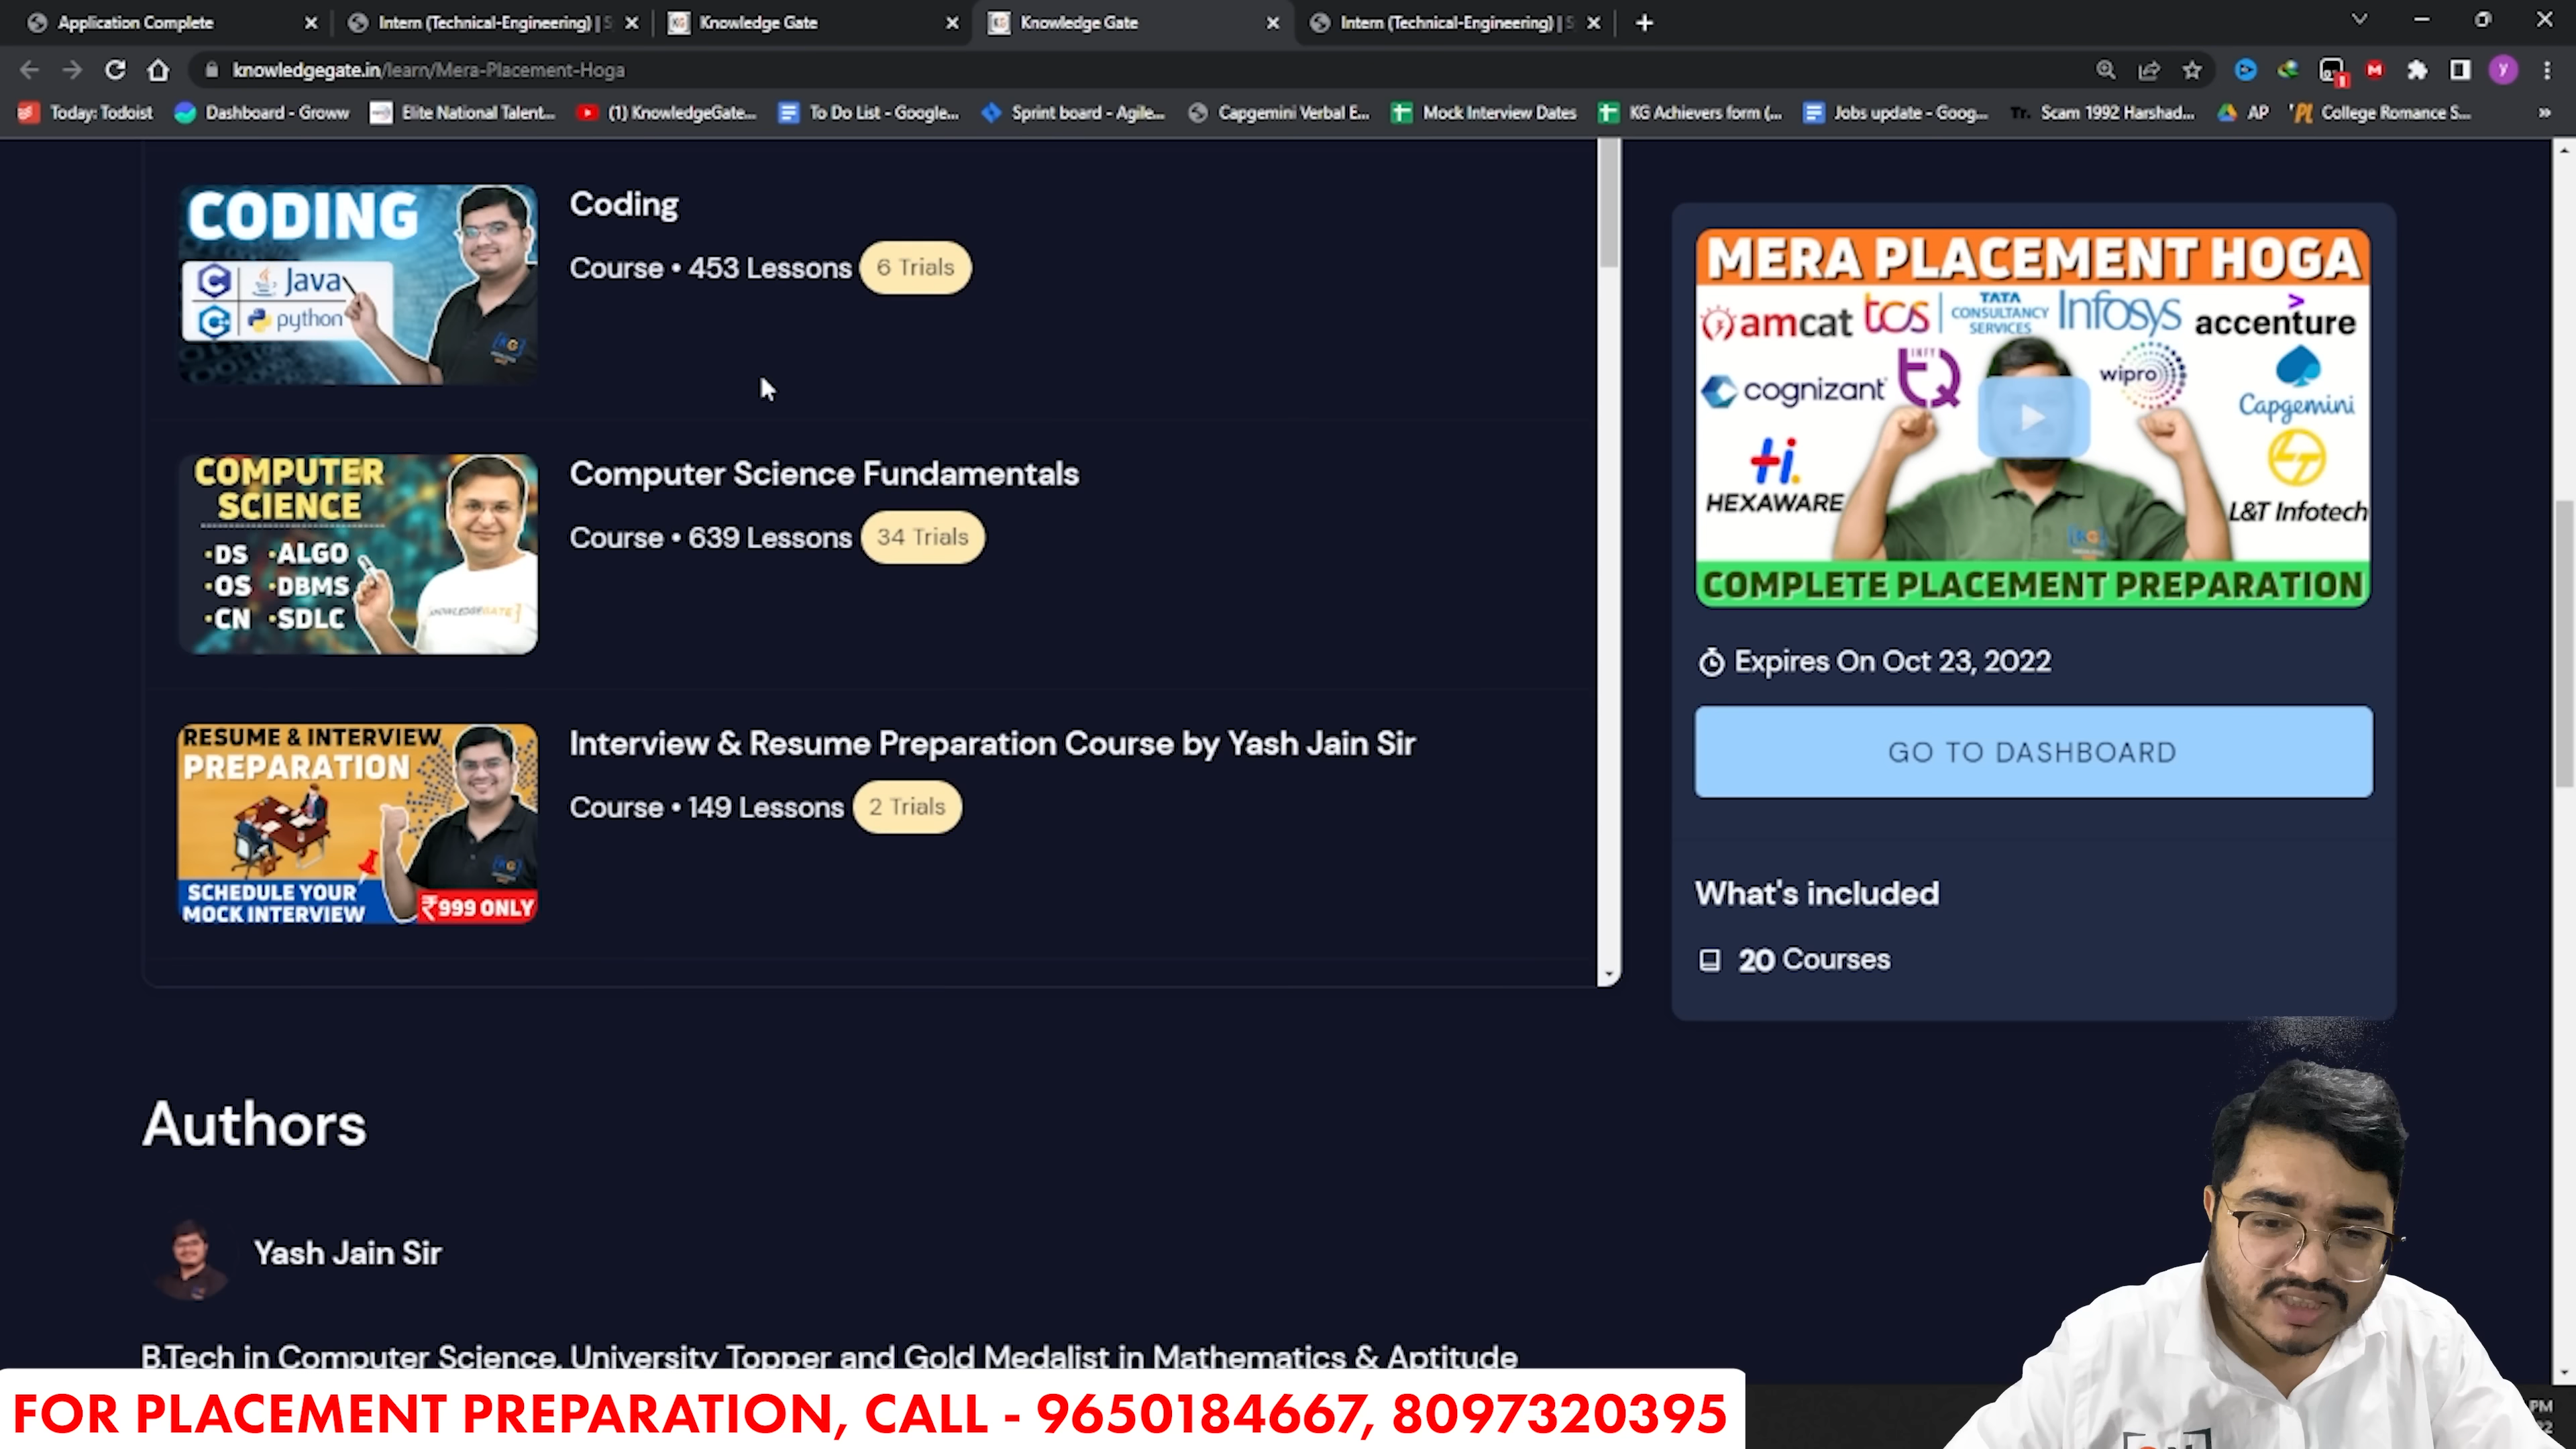 Application Complete
Intern (Technical-Engineering) | S
Knowledge Gate
Knowledge Gate
Intern (Technical-Engineering) | S
knowledgegate.in/learn/Mera-Placement-Hoga
Today: Todoist
Dashboard - Groww
Elite National Talent...
(1) KnowledgeGate...
To Do List - Google...
Sprint board - Agile...
Capgemini Verbal E...
Mock Interview Dates
KG Achievers form (...
Jobs update - Goog...
Tr. Scam 1992 Harshad...
AP
College Romance S...
CODING
C
Java
python
Coding
Course • 453 Lessons
6 Trials
COMPUTER
SCIENCE
·DS ·ALGO
·OS ·DBMS
·CN ·SDLC
KNOWLEDGEGATE
Computer Science Fundamentals
Course • 639 Lessons
34 Trials
RESUME & INTERVIEW
PREPARATION
SCHEDULE YOUR
MOCK INTERVIEW
₹999 ONLY
Interview & Resume Preparation Course by Yash Jain Sir
Course • 149 Lessons
2 Trials
MERA PLACEMENT HOGA
amcat
tcs
TATA
CONSULTANCY
SERVICES
Infosys
accenture
cognizant
INFY
TQ
wipro
Capgemini
Hi.
HEXAWARE
KG
L&T Infotech
COMPLETE PLACEMENT PREPARATION
Expires On Oct 23, 2022
GO TO DASHBOARD
What's included
20 Courses
Authors
Yash Jain Sir
B.Tech in Computer Science, University Topper and Gold Medalist in Mathematics & Aptitude
PM
FOR PLACEMENT PREPARATION, CALL - 9650184667, 8097320395